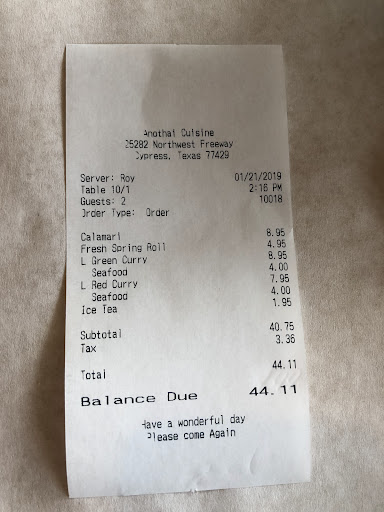 Anothai Cuisine
25282 Northwest Freeway
Cypress, Texas 77429
Server: Roy 01/21/2019
Table 10/1 2:16 PM
Guests: 2 10018
Order Type: Order
Calamari 8.95
Fresh Spring Roll 4.95
L Green Curry 8.95
Seafood 4.00
L Red Curry 7.95
Seafood 4.00
Ice Tea 1.95
Subtotal 40.75
Tax 3.36
Total 44.11
Balance Due 44.11
Have a wonderful day
Please come Again